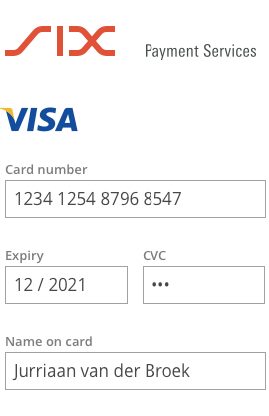 SIX
Payment Services
VISA
Card number
1234 1254 8796 8547
Expiry
CVC
12 / 2021
•••
Name on card
Jurriaan van der Broek